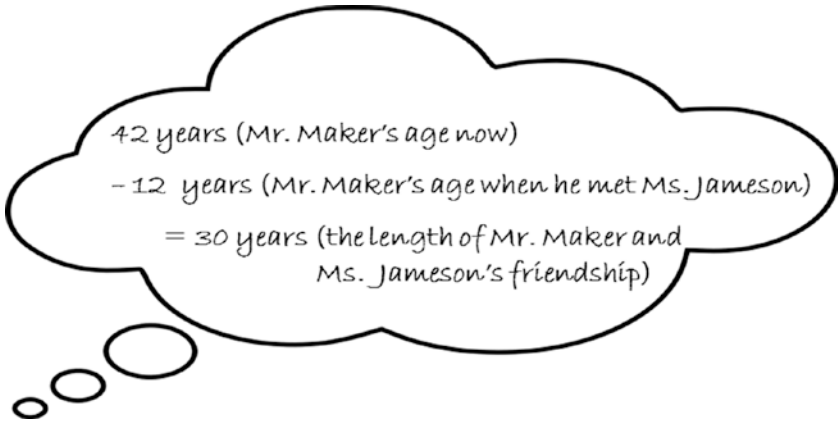 42 years (Mr. Maker's age now)
– 12 years (Mr. Maker's age when he met Ms. Jameson)
= 30 years (the length of Mr. Maker and
Ms. Jameson's friendship)